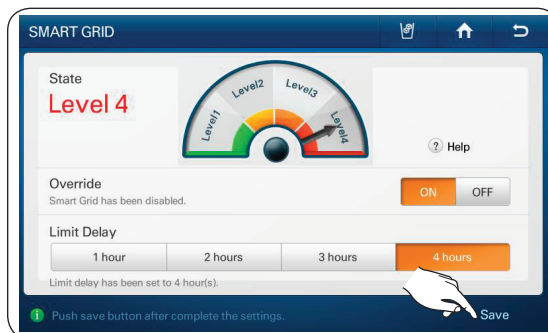 SMART GRID
State
Level 4
Level1
Level2
Level3
Level4
? Help
Override
ON OFF
Smart Grid has been disabled.
Limit Delay
1 hour 2 hours 3 hours 4 hours
Limit delay has been set to 4 hour(s).
Push save button after complete the settings.
Save